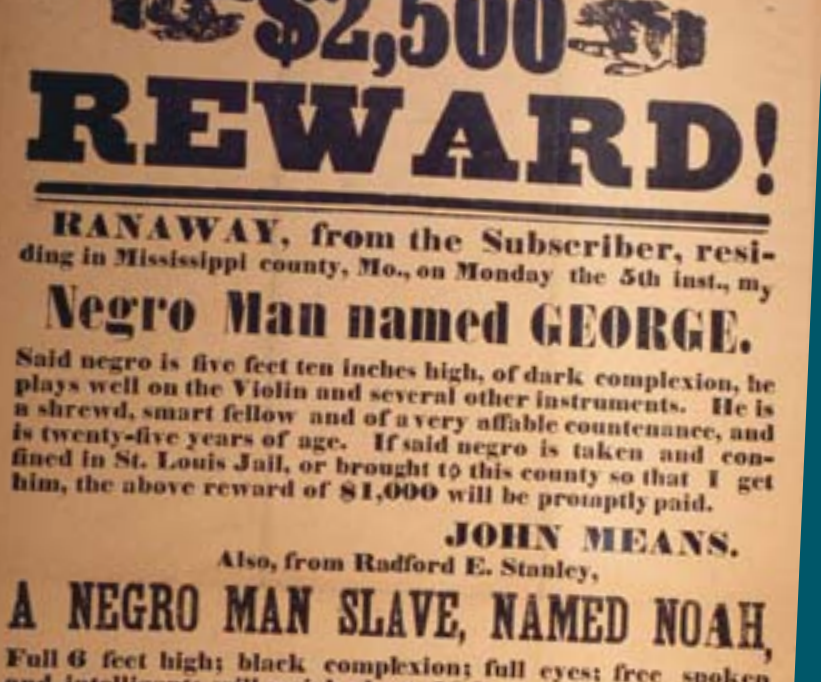 $2,500
REWARD!
RANAWAY, from the Subscriber, resi-
ding in Mississippi county, Mo., on Monday the 5th inst., my
Negro Man named GEORGE.
Said negro is five feet ten inches high, of dark complexion, he
plays well on the Violin and several other instruments. He is
a shrewd, smart fellow and of a very affable countenance, and
is twenty-five years of age. If said negro is taken and con-
fined in St. Louis Jail, or brought to this county so that I get
him, the above reward of $1,000 will be promptly paid.
JOHN MEANS.
Also, from Radford E. Stanley,
A NEGRO MAN SLAVE, NAMED NOAH,
Full 6 feet high; black complexion; full eyes; free spoken